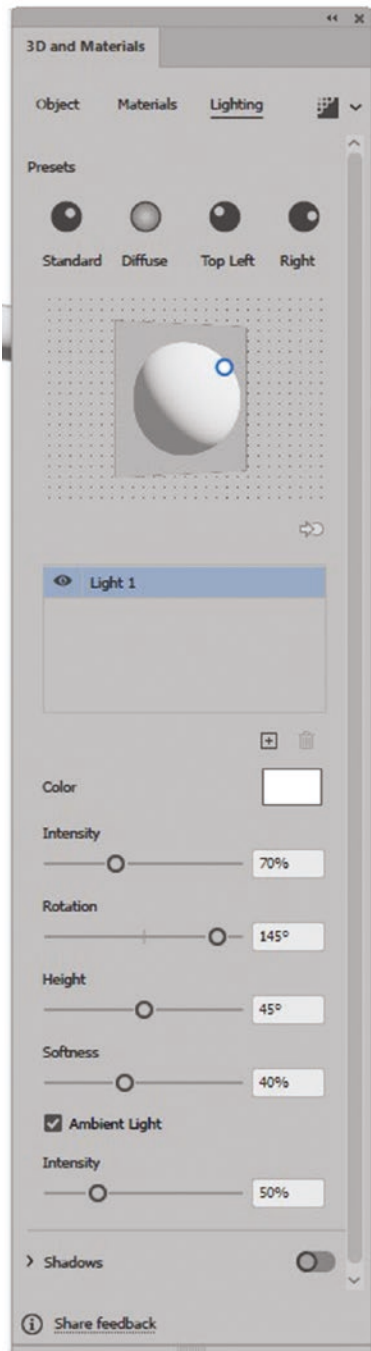 3D and Materials
Object Materials Lighting
Presets
Standard Diffuse Top Left Right
Light 1
Color
Intensity
70%
Rotation
145°
Height
45°
Softness
40%
Ambient Light
Intensity
50%
Shadows
Share feedback